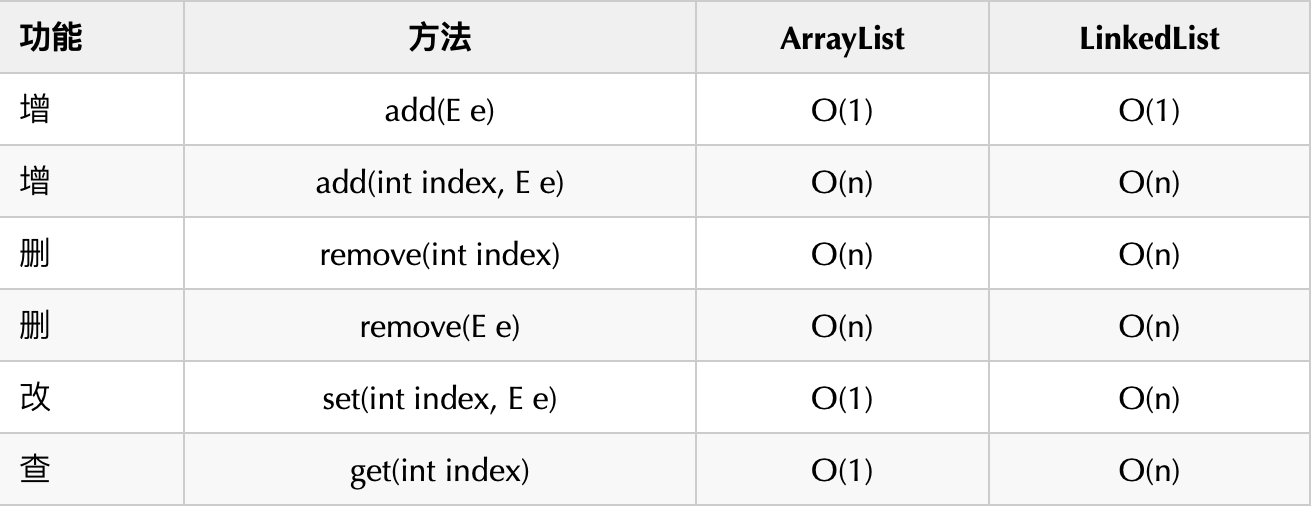 功能 方法 ArrayList LinkedList
增 add(E e) O(1) O(1)
增 add(int index, E e) O(n) O(n)
删 remove(int index) O(n) O(n)
删 remove(E e) O(n) O(n)
改 set(int index, E e) O(1) O(n)
查 get(int index) O(1) O(n)